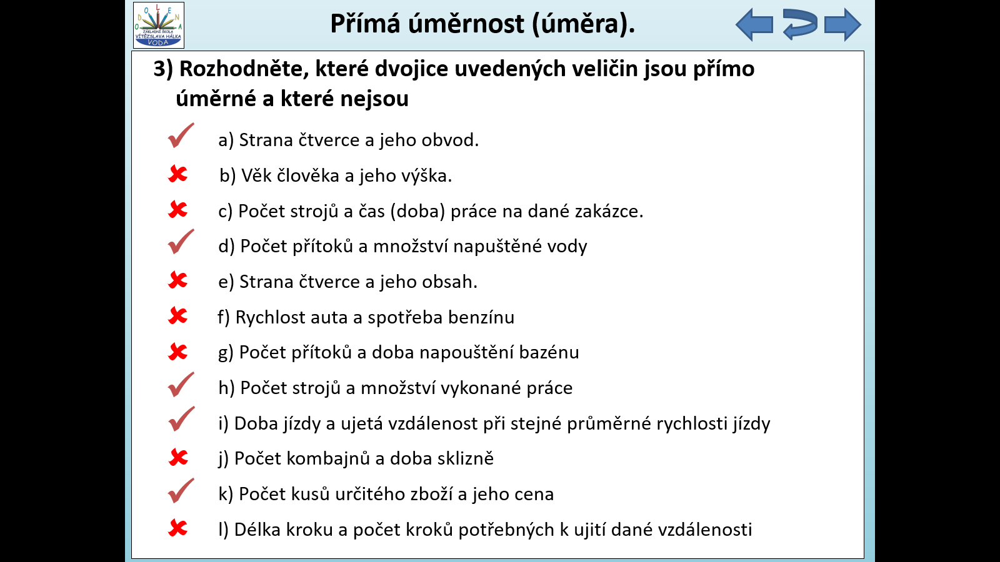 Přímá úměrnost (úměra).
ODOLENA
ZÁKLADNÍ ŠKOLA
VÍTĚZSLAVA HÁLKA
VODA
3) Rozhodněte, které dvojice uvedených veličin jsou přímo
úměrné a které nejsou
a) Strana čtverce a jeho obvod.
b) Věk člověka a jeho výška.
c) Počet strojů a čas (doba) práce na dané zakázce.
d) Počet přítoků a množství napuštěné vody
e) Strana čtverce a jeho obsah.
f) Rychlost auta a spotřeba benzínu
g) Počet přítoků a doba napouštění bazénu
h) Počet strojů a množství vykonané práce
i) Doba jízdy a ujetá vzdálenost při stejné průměrné rychlosti jízdy
j) Počet kombajnů a doba sklizně
k) Počet kusů určitého zboží a jeho cena
l) Délka kroku a počet kroků potřebných k ujití dané vzdálenosti